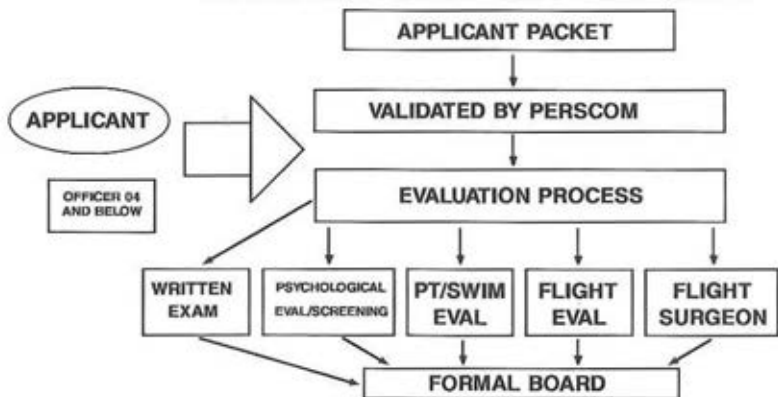 APPLICANT PACKET
VALIDATED BY PERSCOM
APPLICANT
OFFICER 04
AND BELOW
EVALUATION PROCESS
WRITTEN
EXAM
PSYCHOLOGICAL
EVAL/SCREENING
PT/SWIM
EVAL
FLIGHT
EVAL
FLIGHT
SURGEON
FORMAL BOARD